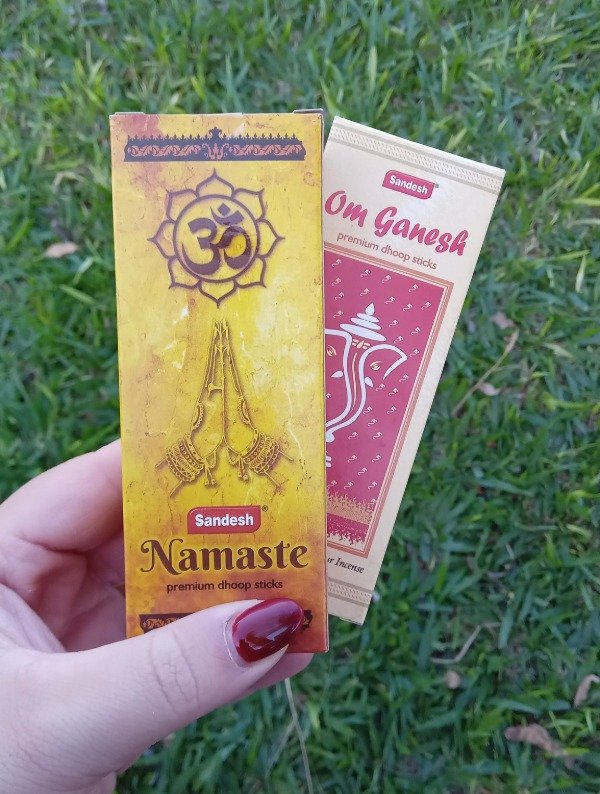 ॐ
Sandesh®
Namaste
premium dhoop sticks
Sandesh®
Om Ganesh
premium dhoop sticks
Incense